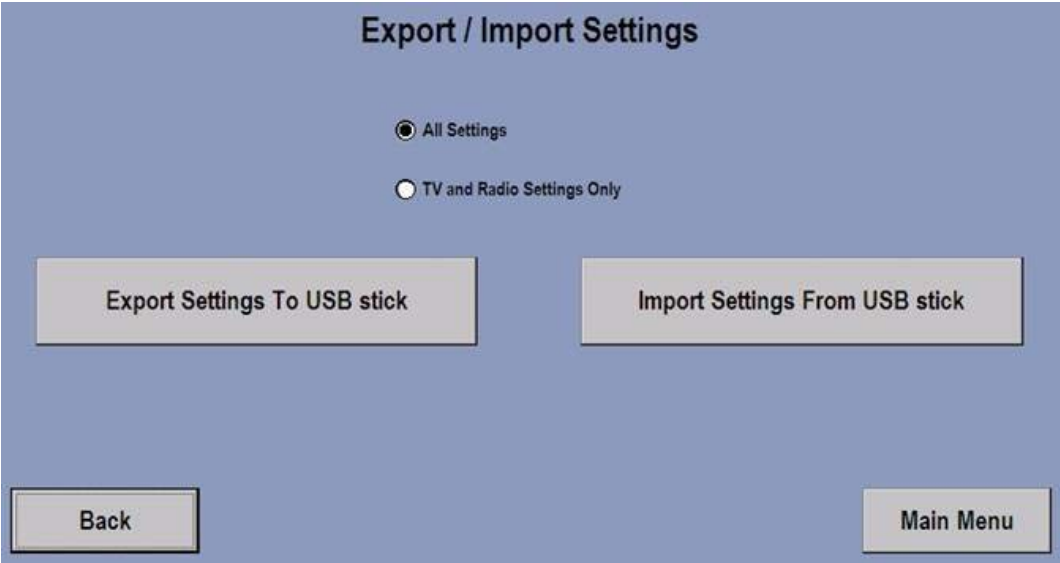 Export / Import Settings
All Settings
TV and Radio Settings Only
Export Settings To USB stick
Import Settings From USB stick
Back
Main Menu